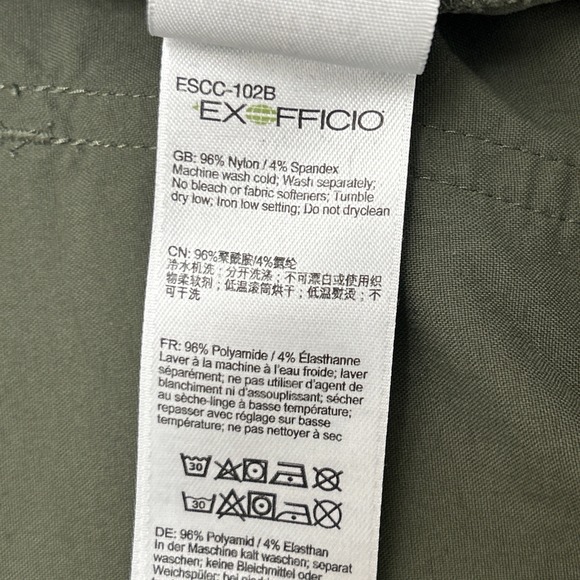 ESCC-102B
EXOFFICIO
GB: 96% Nylon / 4% Spandex
Machine wash cold; Wash separately;
No bleach or fabric softeners; Tumble
dry low; Iron low setting; Do not dryclean
CN: 96%聚酰胺/4%氨纶
冷水机洗；分开洗涤；不可漂白或使用织
物柔软剂；低温滚筒烘干；低温熨烫；不
可干洗
FR: 96% Polyamide / 4% Élasthanne
Laver à la machine à l'eau froide; laver
séparément; ne pas utiliser d'agent de
blanchiment ni d'assouplissant; sécher
au sèche-linge à basse température;
repasser avec réglage sur basse
température; ne pas nettoyer à sec
30
30
DE: 96% Polyamid / 4% Elasthan
In der Maschine kalt waschen; separat
waschen; keine Bleichmittel oder
Weichspüler; bei